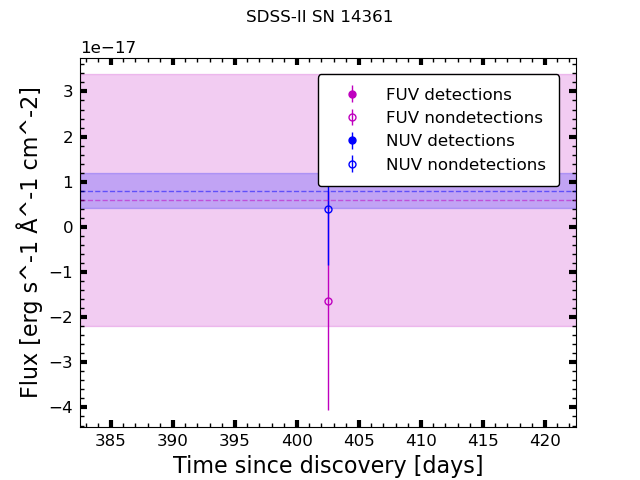 SDSS-II SN 14361
1e−17
FUV detections
FUV nondetections
NUV detections
NUV nondetections
3
2
1
0
−1
−2
−3
−4
Flux [erg s^-1 Å^-1 cm^-2]
385 390 395 400 405 410 415 420
Time since discovery [days]